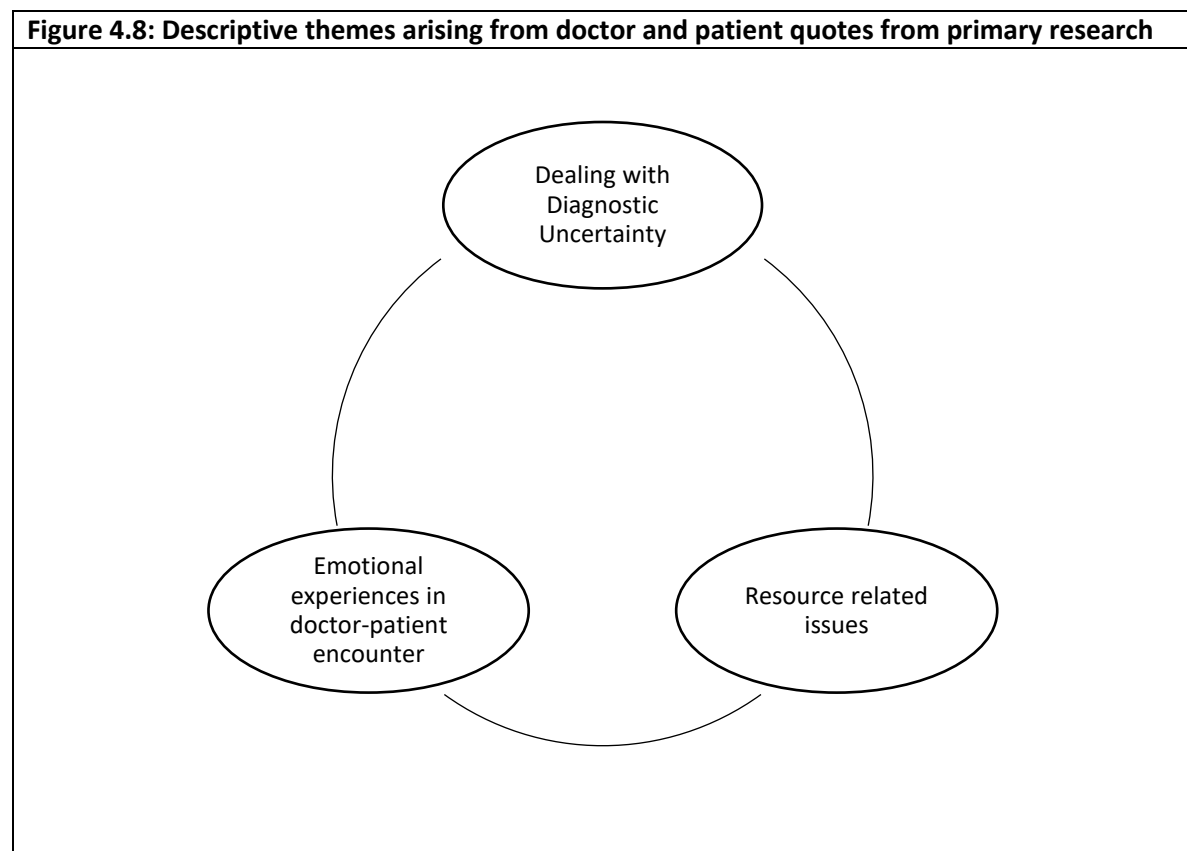 Figure 4.8: Descriptive themes arising from doctor and patient quotes from primary research
Dealing with
Diagnostic
Uncertainty
Emotional
experiences in
doctor-patient
encounter
Resource related
issues